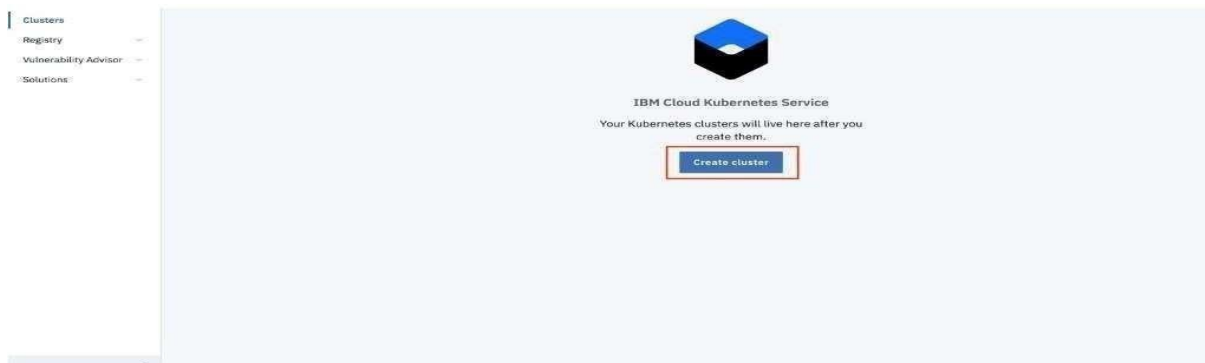 Clusters
Registry
Vulnerability Advisor
Solutions
IBM Cloud Kubernetes Service
Your Kubernetes clusters will live here after you
create them.
Create cluster